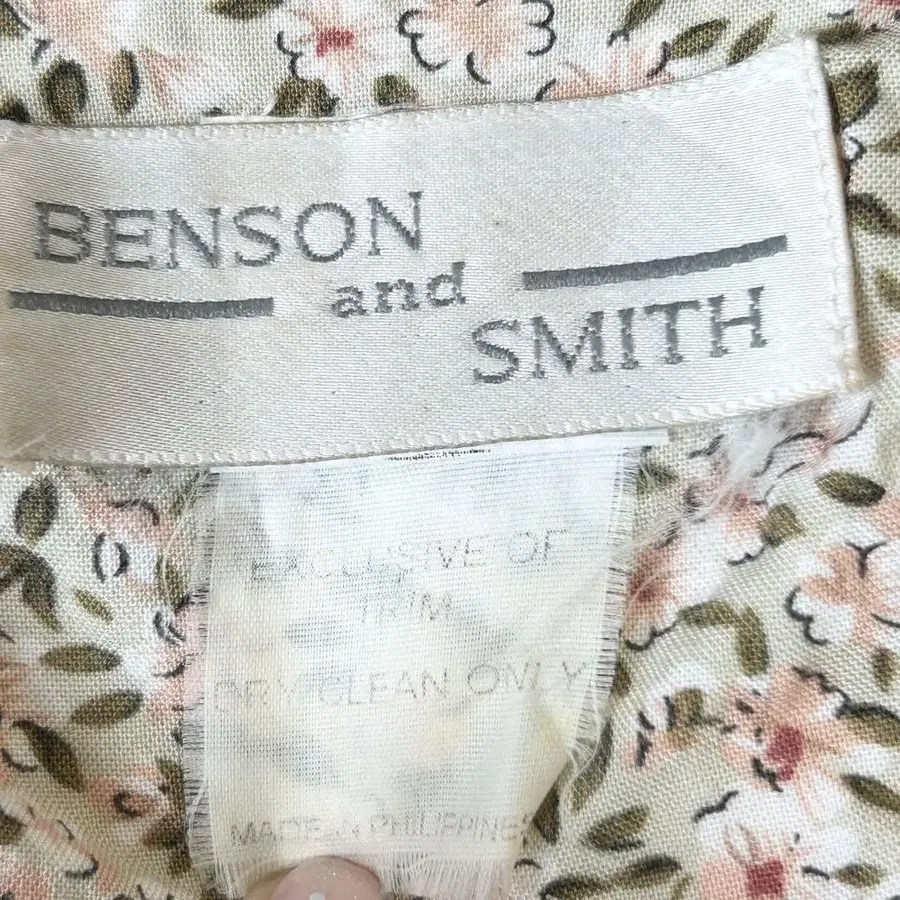 BENSON
and
SMITH
EXCLUSIVE OF
TRIM
DRY CLEAN ONLY
MADE IN PHILIPPINES